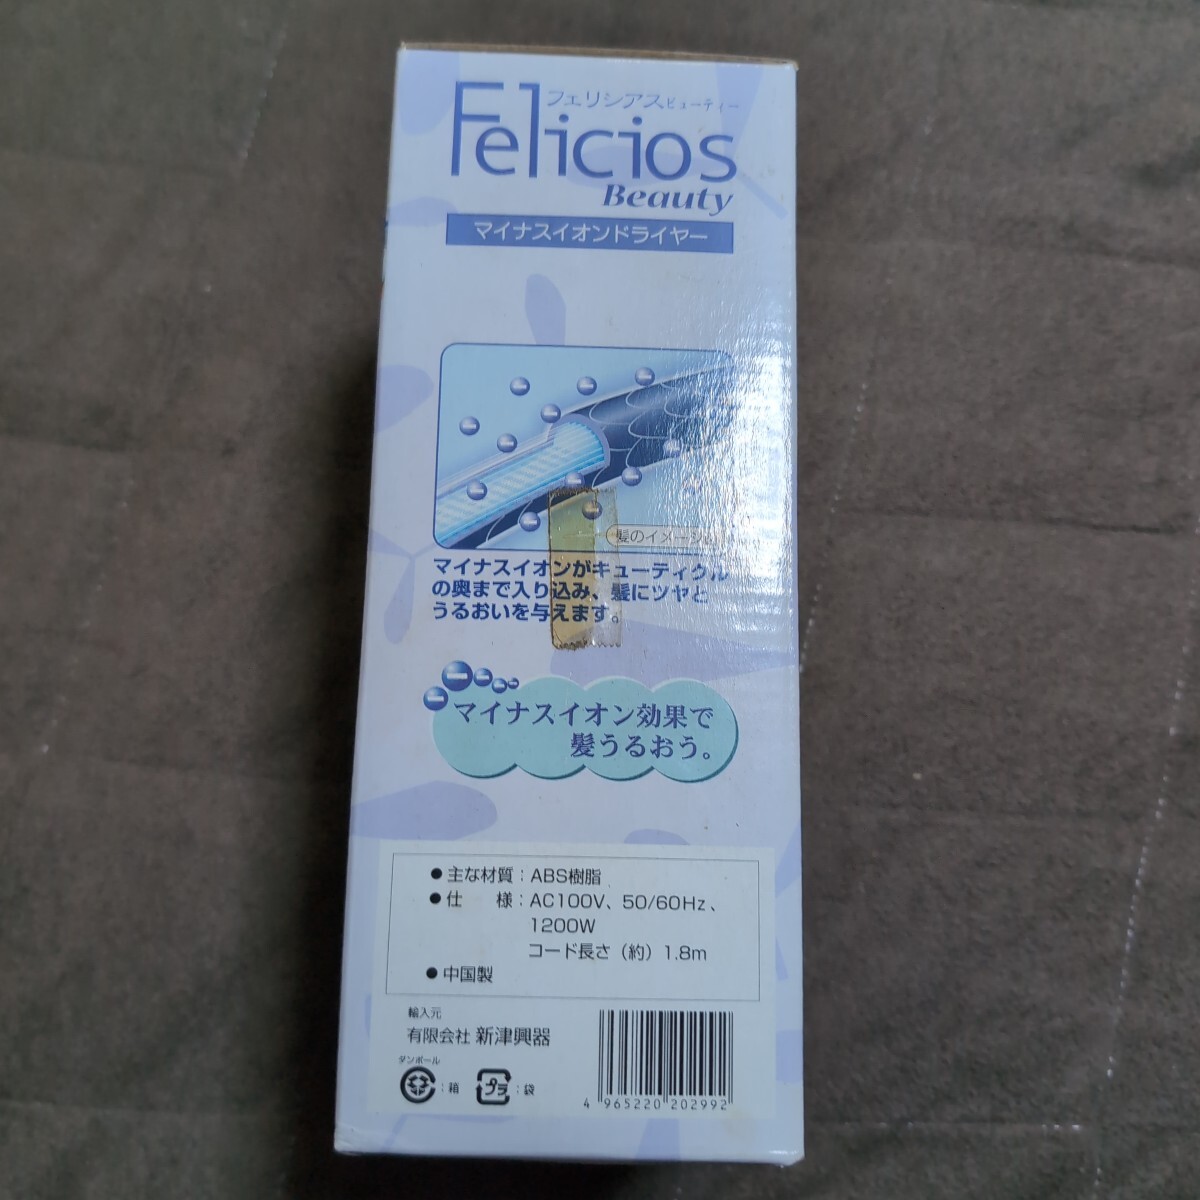 フェリシアスビューティー
Felicios
Beauty
マイナスイオンドライヤー
髪のイメージ
マイナスイオンがキューティクル
の奥まで入り込み、髪にツヤと
うるおいを与えます。
マイナスイオン効果で
髪うるおう。
●主な材質：ABS樹脂
●仕　様：AC100V、50/60Hz、
1200W
コード長さ（約）1.8m
●中国製
輸入元
有限会社 新津興器
ダンボール
：箱
プラ
：袋
4 965220 202992